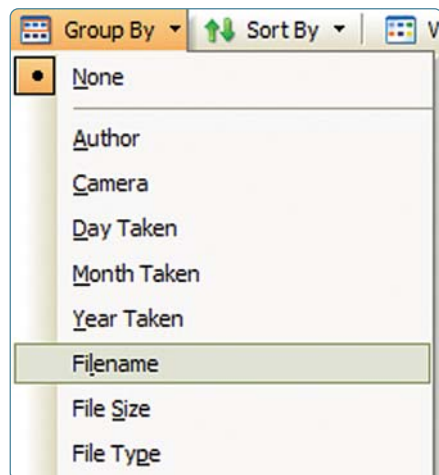 Group By Sort By
None
Author
Camera
Day Taken
Month Taken
Year Taken
Filename
File Size
File Type